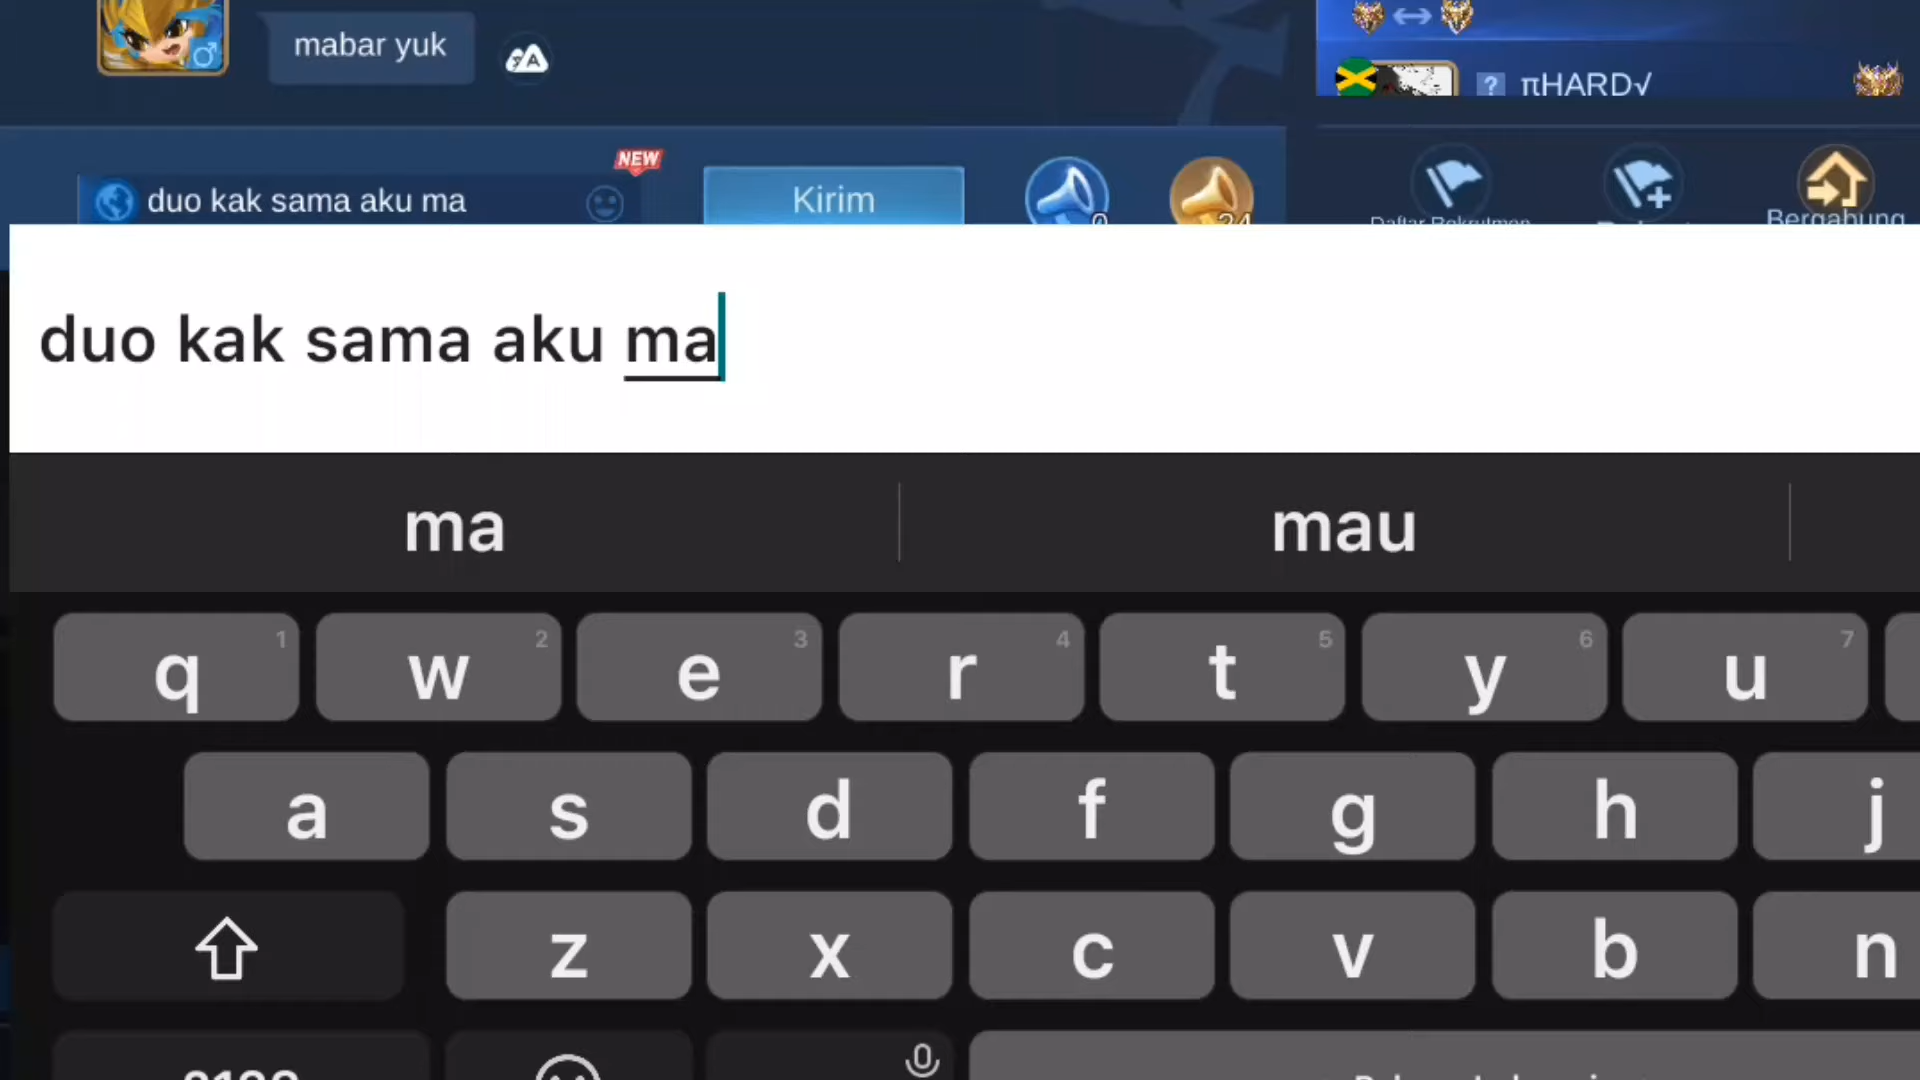 mabar yuk
? πHARD√
NEW
duo kak sama aku ma
Kirim
Bergabung
duo kak sama aku ma
ma
mau
q 1 w 2 e 3 r 4 t 5 y 6 u 7
a s d f g h j
z x c v b n